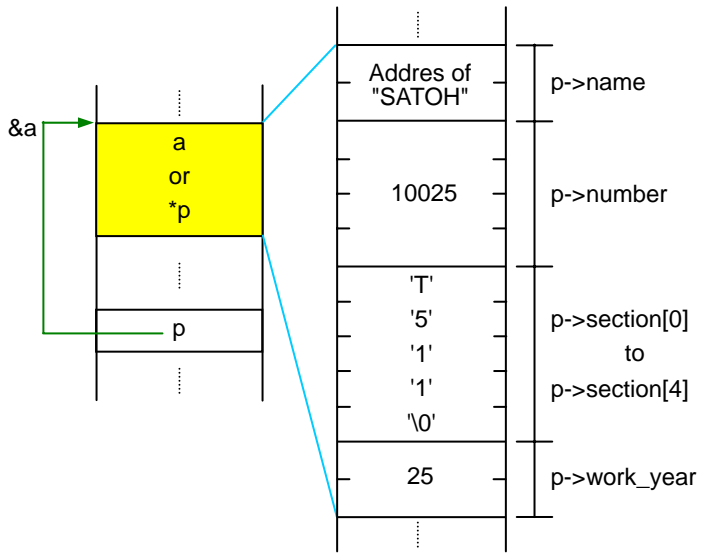 &a
a
or
*p
p
Addres of
"SATOH"
p->name
10025
p->number
'T'
'5'
'1'
'1'
'\0'
p->section[0]
to
p->section[4]
25
p->work_year